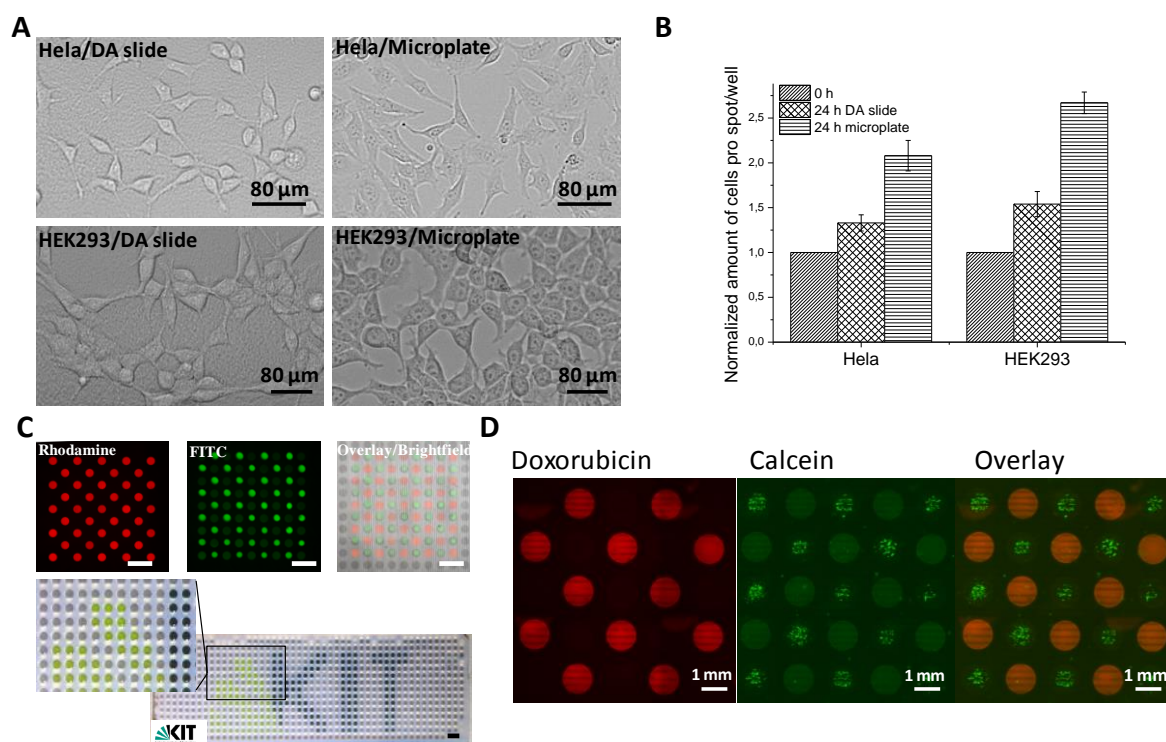 A
Hela/DA slide
80 µm
Hela/Microplate
80 µm
HEK293/DA slide
80 µm
HEK293/Microplate
80 µm
B
Normalized amount of cells pro spot/well
2,5
2,0
1,5
1,0
0,5
0,0
0 h
24 h DA slide
24 h microplate
Hela
HEK293
C
Rhodamine
FITC
Overlay/Brightfield
KIT
KIT
D
Doxorubicin
Calcein
Overlay
1 mm
1 mm
1 mm